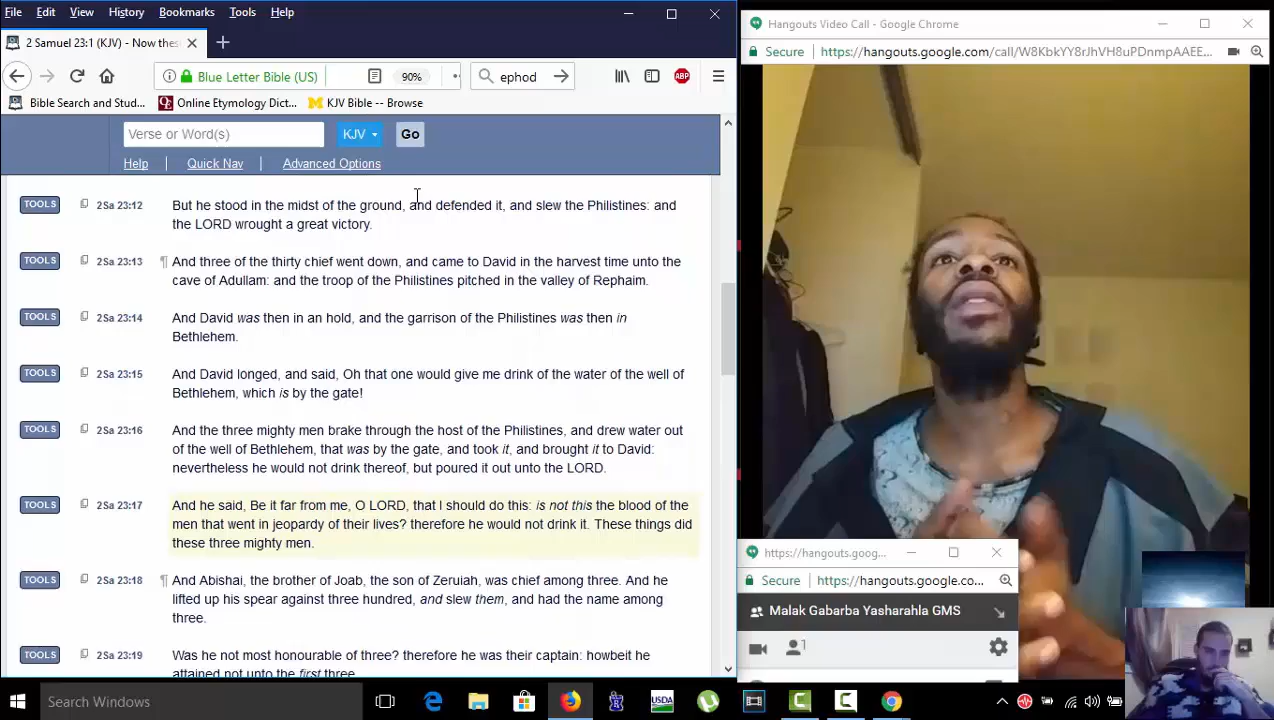 File Edit View History Bookmarks Tools Help
2 Samuel 23:1 (KJV) - Now thes
Blue Letter Bible (US) 90% ephod
Bible Search and Stud... Online Etymology Dict... KJV Bible -- Browse
Verse or Word(s) KJV Go
Help Quick Nav Advanced Options
TOOLS 2Sa 23:12 But he stood in the midst of the ground, and defended it, and slew the Philistines: and
the LORD wrought a great victory.
TOOLS 2Sa 23:13 ¶ And three of the thirty chief went down, and came to David in the harvest time unto the
cave of Adullam: and the troop of the Philistines pitched in the valley of Rephaim.
TOOLS 2Sa 23:14 And David was then in an hold, and the garrison of the Philistines was then in
Bethlehem.
TOOLS 2Sa 23:15 And David longed, and said, Oh that one would give me drink of the water of the well of
Bethlehem, which is by the gate!
TOOLS 2Sa 23:16 And the three mighty men brake through the host of the Philistines, and drew water out
of the well of Bethlehem, that was by the gate, and took it, and brought it to David:
nevertheless he would not drink thereof, but poured it out unto the LORD.
TOOLS 2Sa 23:17 And he said, Be it far from me, O LORD, that I should do this: is not this the blood of the
men that went in jeopardy of their lives? therefore he would not drink it. These things did
these three mighty men.
TOOLS 2Sa 23:18 ¶ And Abishai, the brother of Joab, the son of Zeruiah, was chief among three. And he
lifted up his spear against three hundred, and slew them, and had the name among
three.
TOOLS 2Sa 23:19 Was he not most honourable of three? therefore he was their captain: howbeit he
attained not unto the first three.
Hangouts Video Call - Google Chrome
Secure https://hangouts.google.com/call/W8KbkYY8rJhVH8uPDnmpAAEE...
https://hangouts.goog...
Secure https://hangouts.google.co...
Malak Gabarba Yasharahla GMS
1
Search Windows
USDA